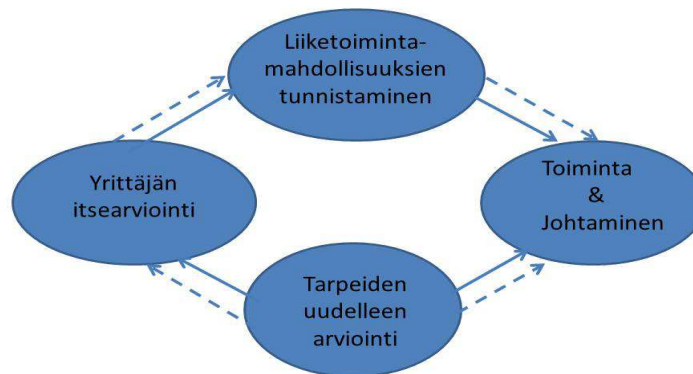 Liiketoiminta-
mahdollisuuksien
tunnistaminen
Yrittäjän
itsearviointi
Toiminta
&
Johtaminen
Tarpeiden
uudelleen
arviointi